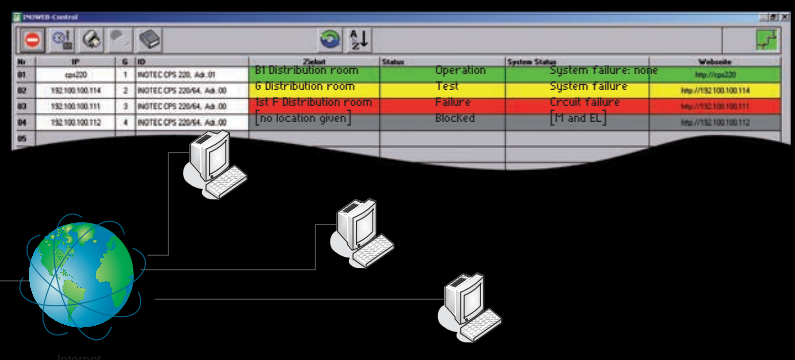 INOWEB-Control
Nr IP G ID Zielort Status System Status Webseite
01 cps220 1 INOTEC CPS 220, Adr.:01 B1 Distribution room Operation System failure: none http://cps220
02 192.100.100.114 2 INOTEC CPS 220/64, Adr.:00 G Distribution room Test System failure http://192.100.100.114
03 192.100.100.111 3 INOTEC CPS 220/64, Adr.:00 1st F Distribution room Failure Crcuit failure http://192.100.100.111
04 192.100.100.112 4 INOTEC CPS 220/64, Adr.:00 [no location given] Blocked [M and EL] http://192.100.100.112
05
Internet